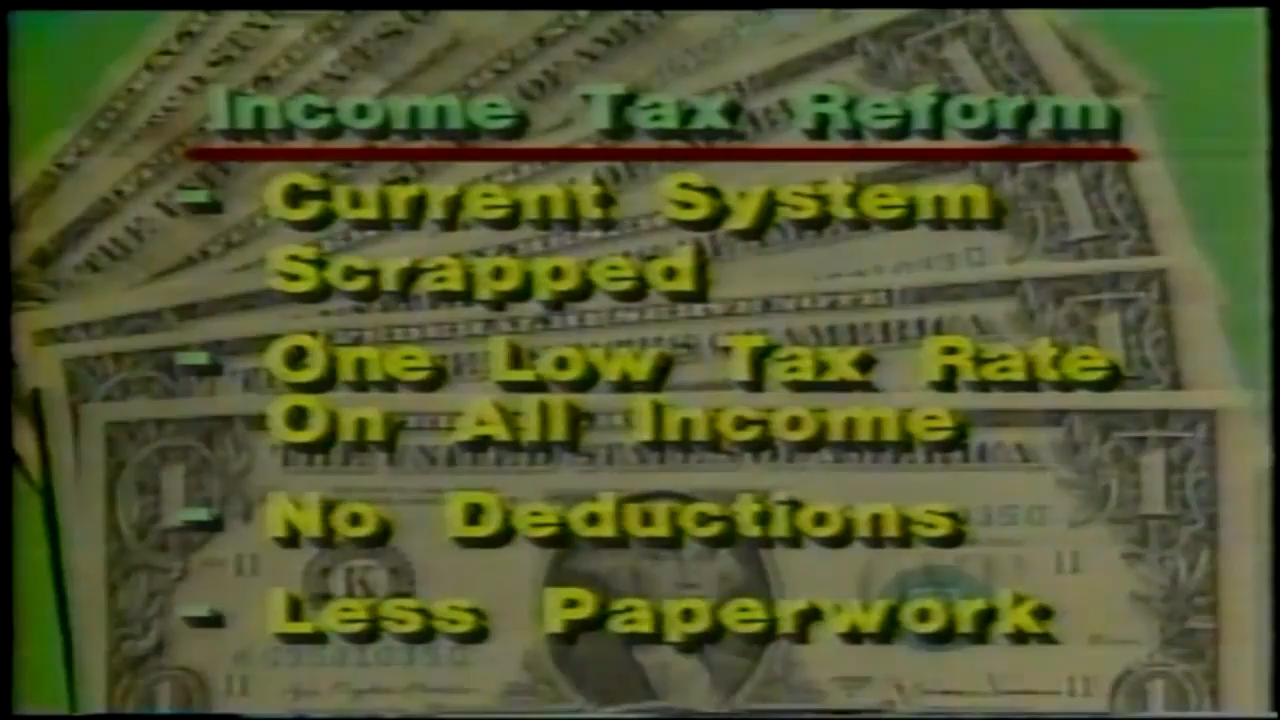 Income Tax Reform
- Current System
Scrapped
- One Low Tax Rate
On All Income
- No Deductions
- Less Paperwork